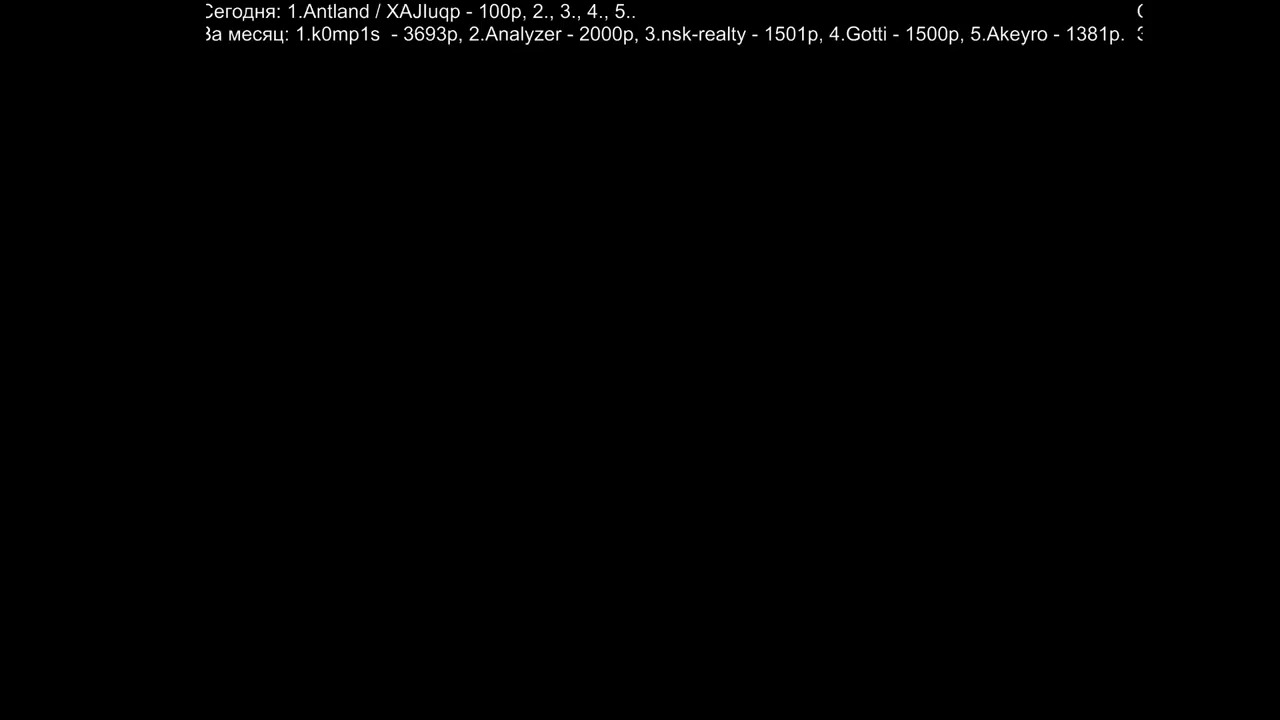 Сегодня: 1.Antland / XAJIuqp - 100р, 2., 3., 4., 5..
За месяц: 1.k0mp1s  - 3693р, 2.Analyzer - 2000р, 3.nsk-realty - 1501р, 4.Gotti - 1500р, 5.Akeyro - 1381р.